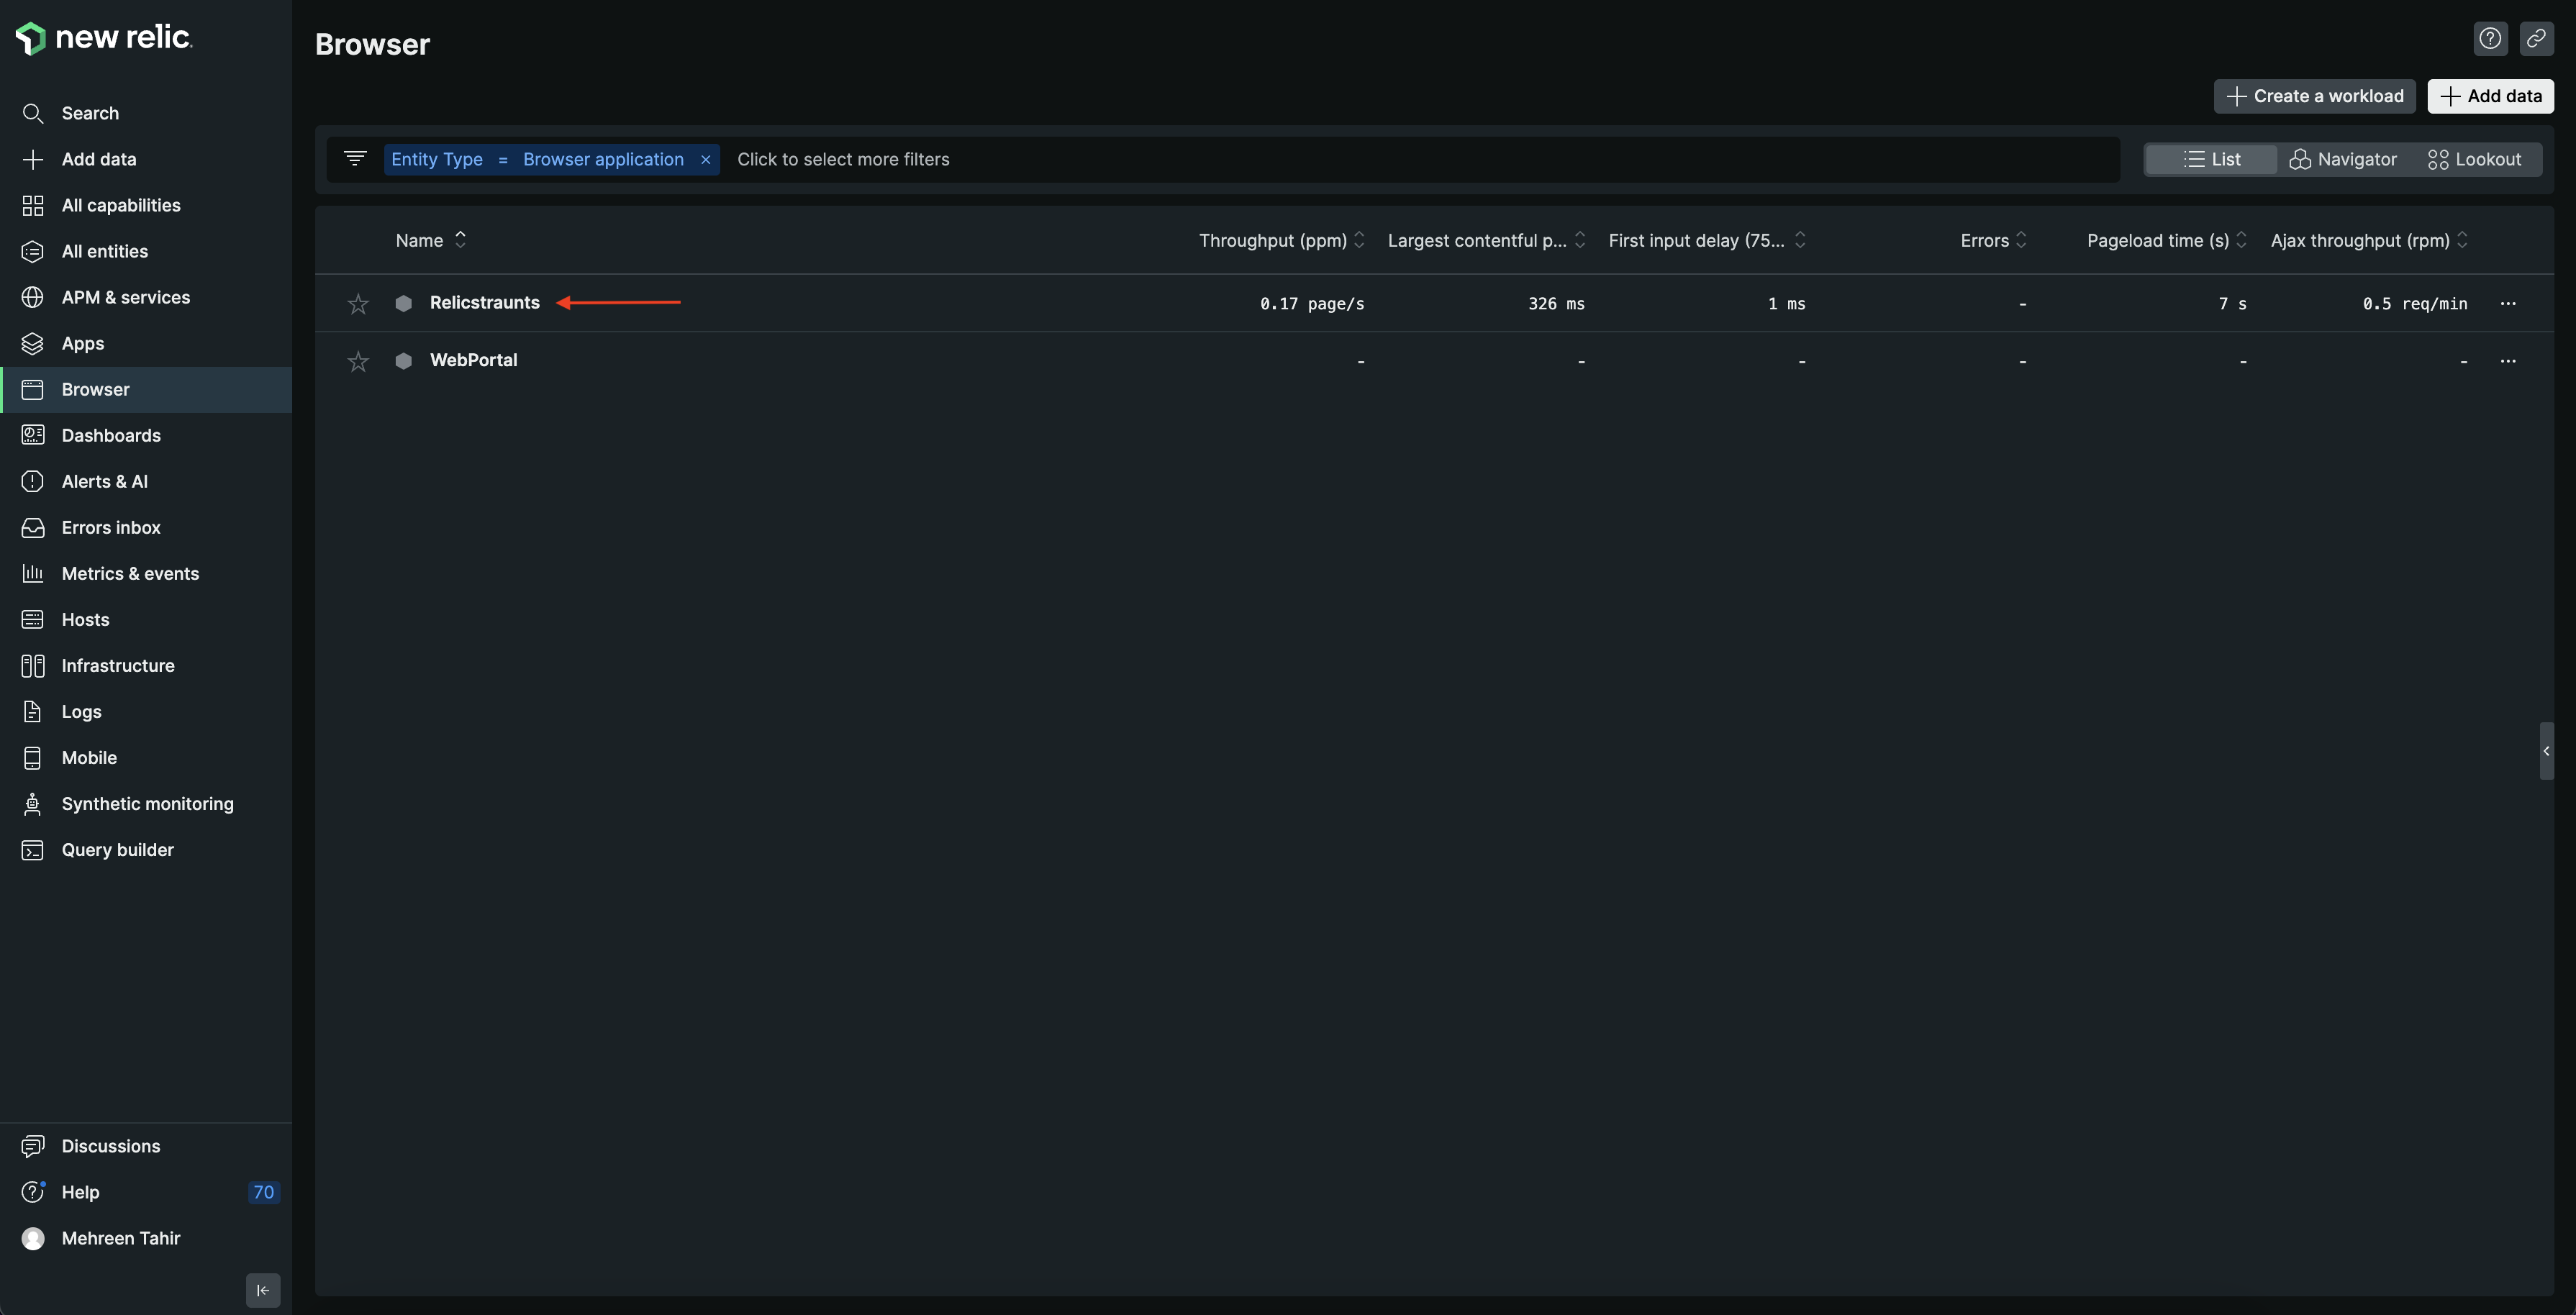 new relic.
Search
Add data
All capabilities
All entities
APM & services
Apps
Browser
Dashboards
Alerts & AI
Errors inbox
Metrics & events
Hosts
Infrastructure
Logs
Mobile
Synthetic monitoring
Query builder
Discussions
Help 70
Mehreen Tahir
Browser
Create a workload Add data
Entity Type = Browser application × Click to select more filters List Navigator Lookout
Name Throughput (ppm) Largest contentful p... First input delay (75... Errors Pageload time (s) Ajax throughput (rpm)
Relicstraunts 0.17 page/s 326 ms 1 ms - 7 s 0.5 req/min ...
WebPortal - - - - - - ...